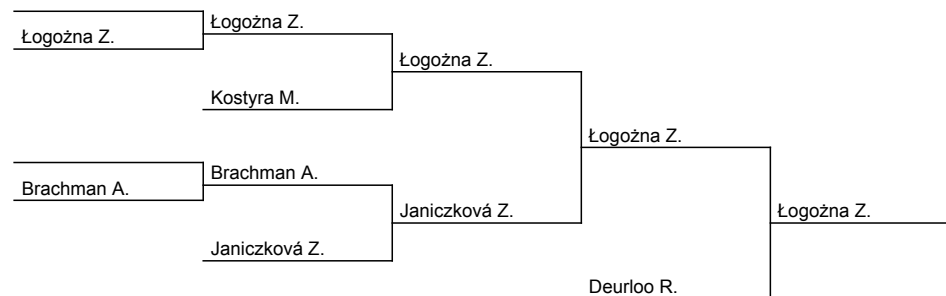 Łogożna Z.
Łogożna Z.
Łogożna Z.
Kostyra M.
Łogożna Z.
Brachman A.
Brachman A.
Janiczková Z.
Łogożna Z.
Janiczková Z.
Deurloo R.